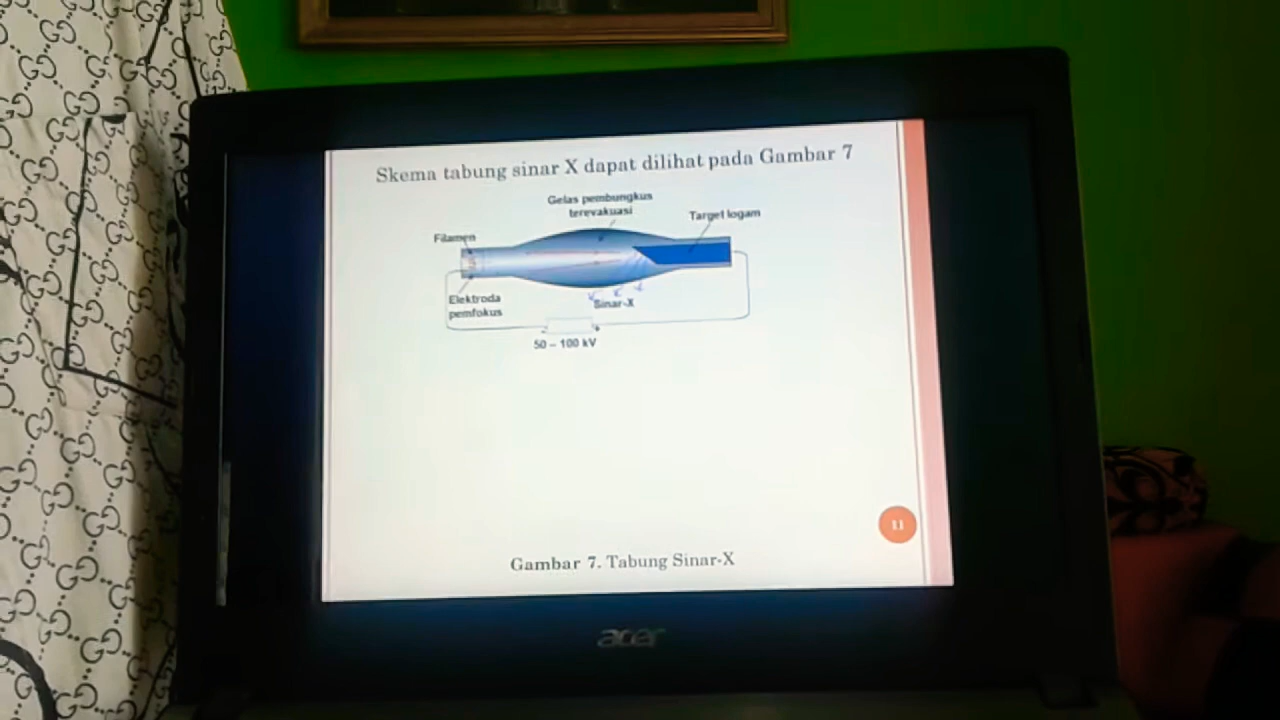 Skema tabung sinar X dapat dilihat pada Gambar 7
Gelas pembungkus
terevakuasi
Target logam
Filamen
Elektroda
pemfokus
Sinar-X
50 – 100 kV
11
Gambar 7. Tabung Sinar-X
acer